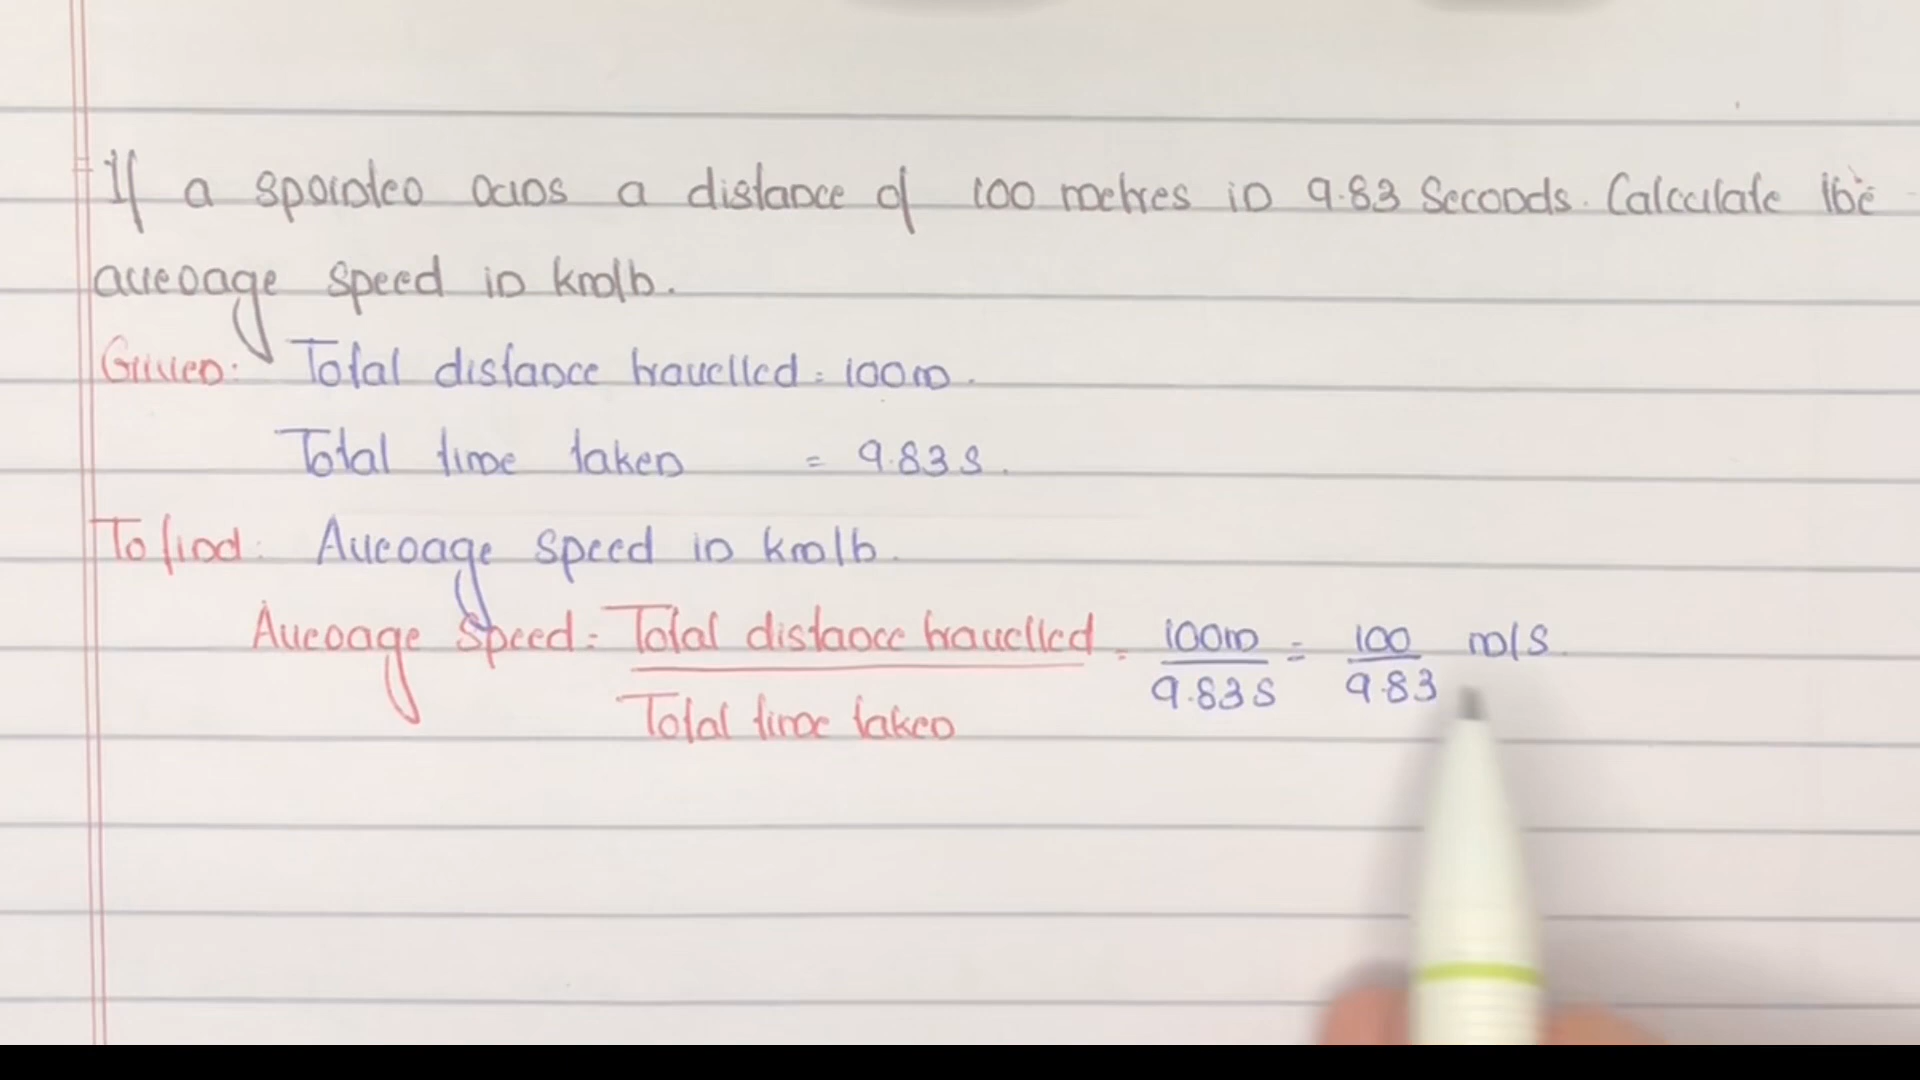 If a sprinter runs a distance of 100 metres in 9.83 seconds. Calculate the
average speed in km/h.
Given: Total distance travelled = 100m.
Total time taken = 9.83 s.
To find: Average speed in km/h.
Average speed = Total distance travelled / Total time taken = 100m / 9.83 s = 100 / 9.83 m/s.